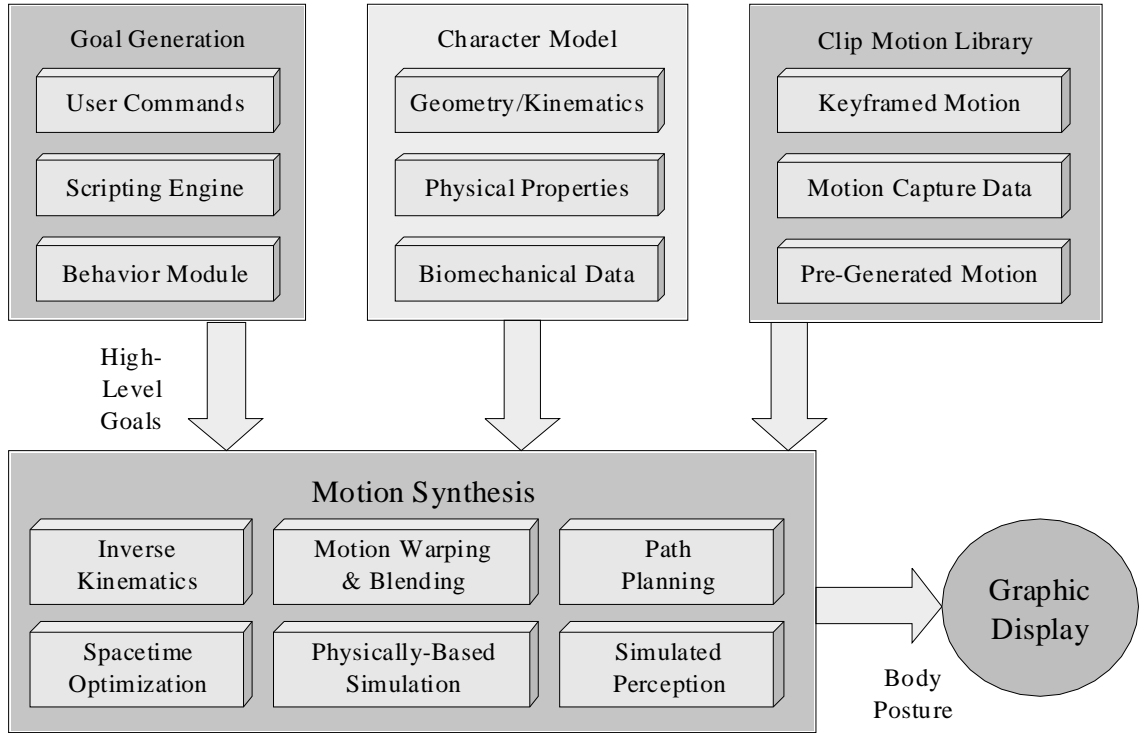 Goal Generation
User Commands
Scripting Engine
Behavior Module
Character Model
Geometry/Kinematics
Physical Properties
Biomechanical Data
Clip Motion Library
Keyframed Motion
Motion Capture Data
Pre-Generated Motion
High-
Level
Goals
Motion Synthesis
Inverse
Kinematics
Motion Warping
& Blending
Path
Planning
Spacetime
Optimization
Physically-Based
Simulation
Simulated
Perception
Body
Posture
Graphic
Display